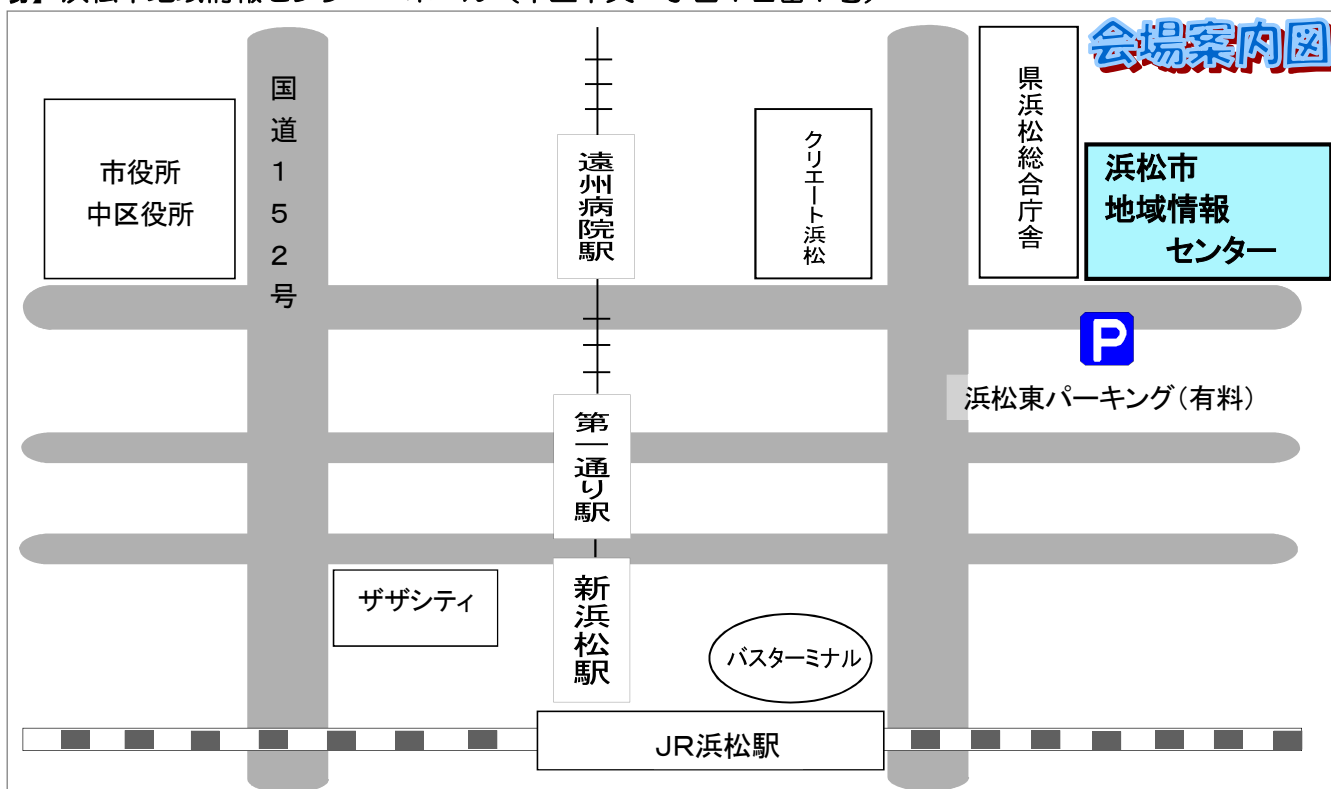 会場案内図
国道152号
市役所
中区役所
遠州病院駅
クリエート浜松
県浜松総合庁舎
浜松市
地域情報
センター
P
浜松東パーキング(有料)
第一通り駅
ザザシティ
新浜松駅
バスターミナル
JR浜松駅